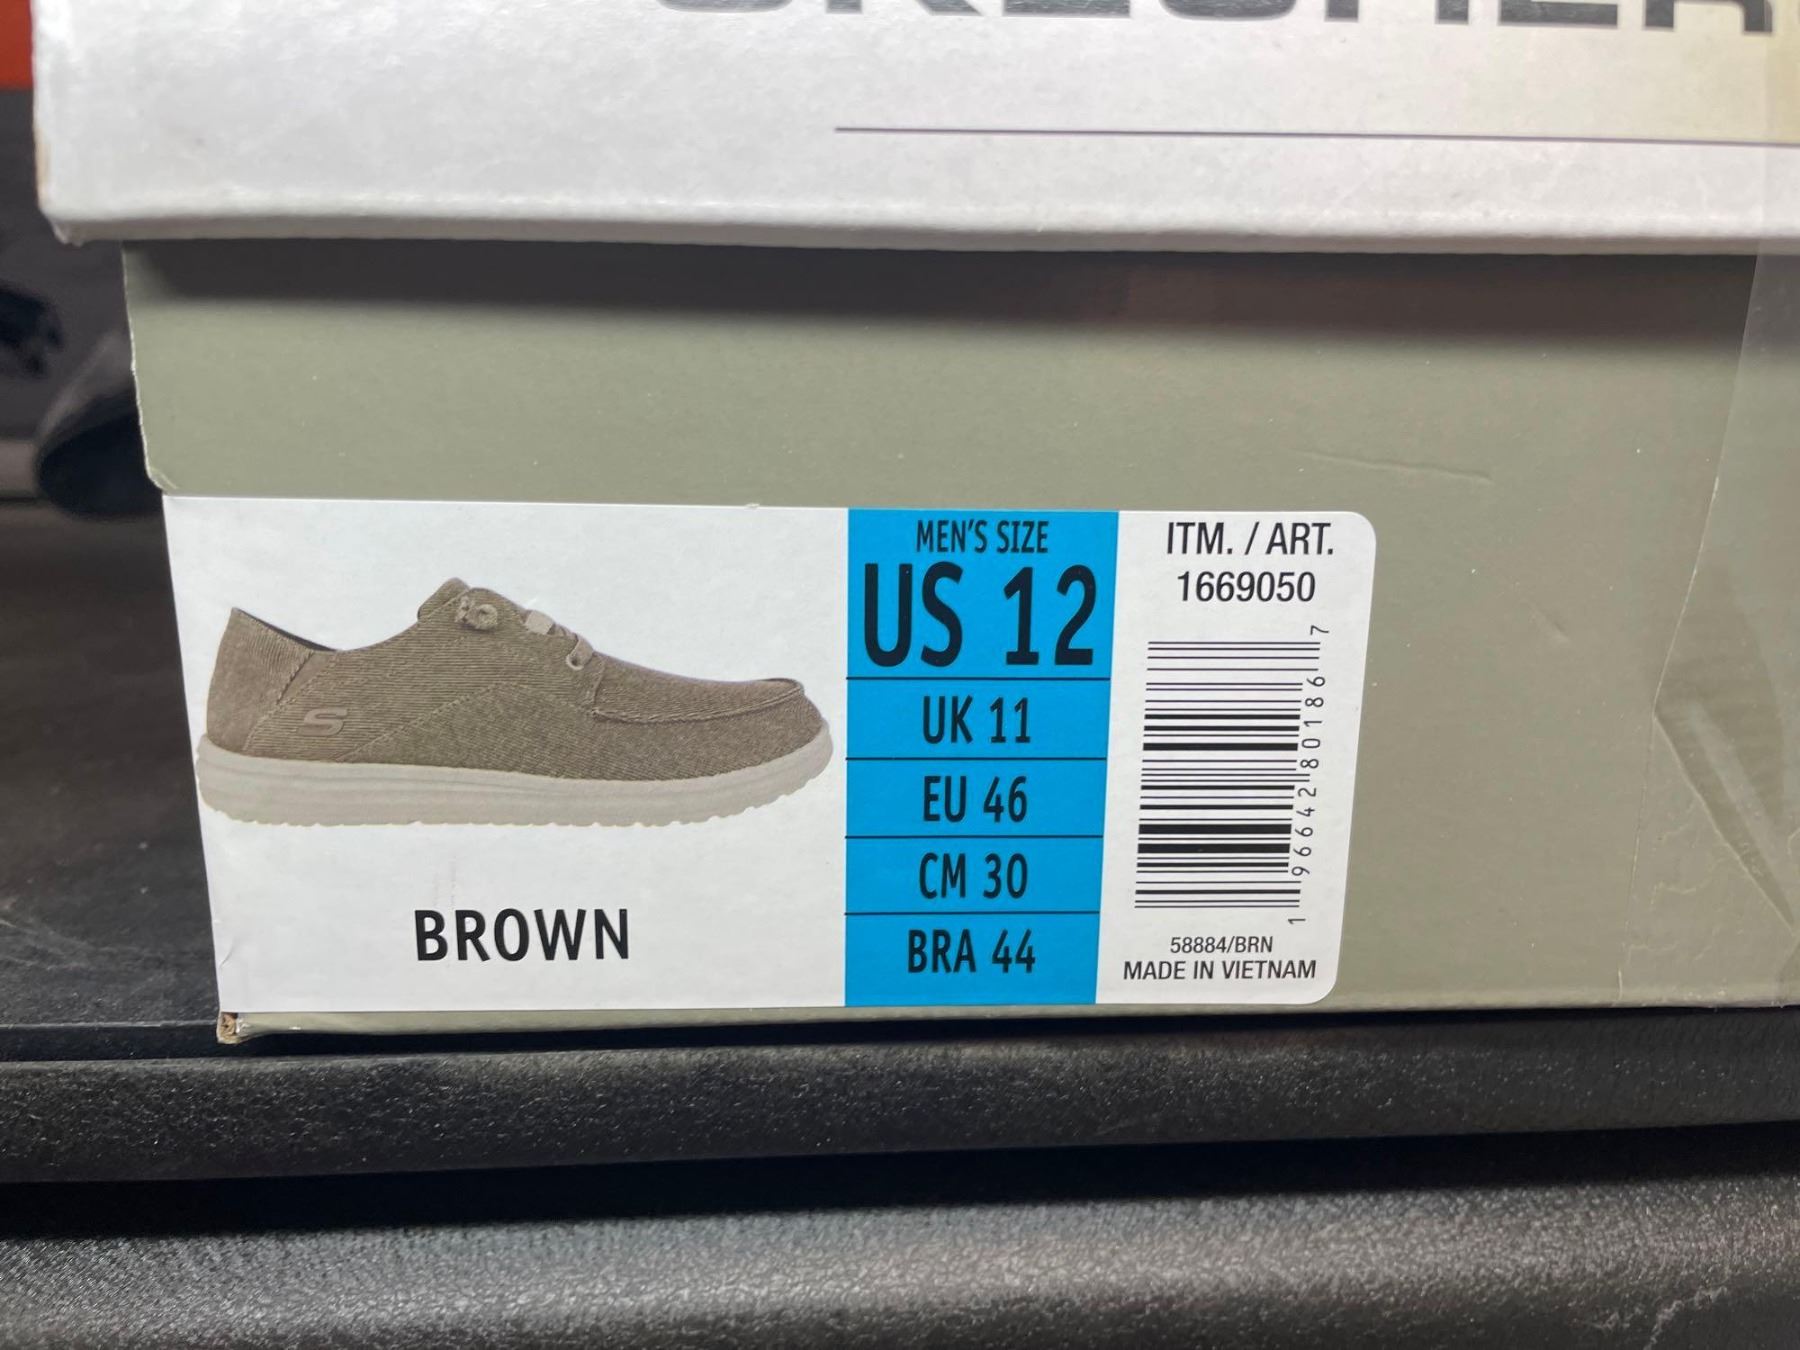 MEN'S SIZE
US 12
UK 11
EU 46
CM 30
BRA 44
BROWN
ITM. / ART.
1669050
1 96642 80186 7
58884/BRN
MADE IN VIETNAM
S